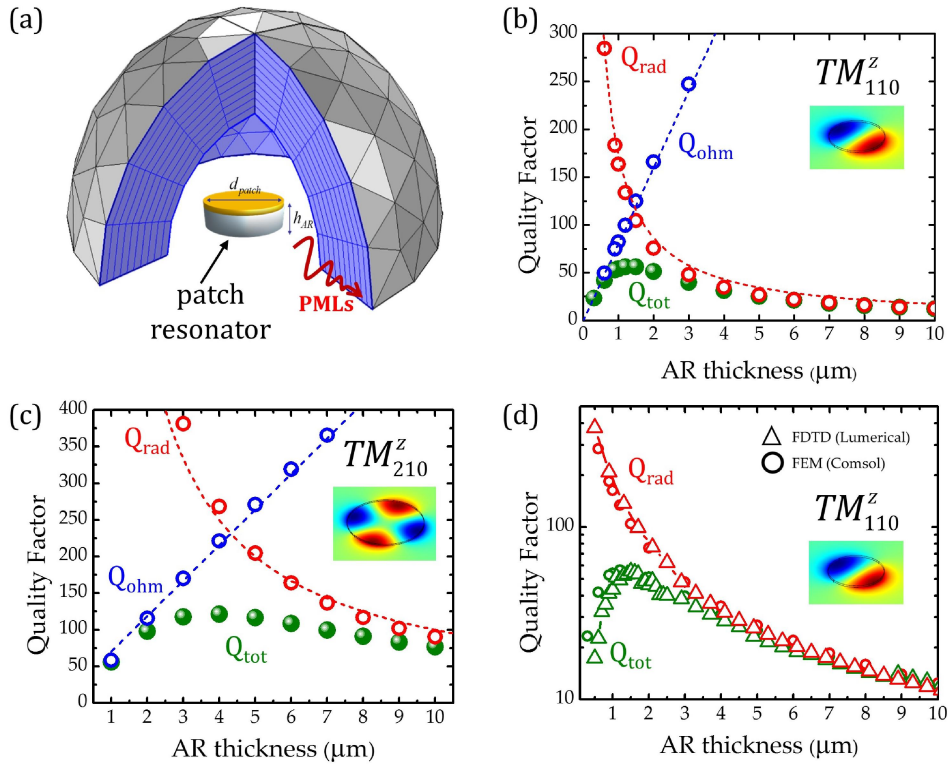 (a)
d_patch
h_AR
PMLs
patch
resonator
(b)
300
250
200
150
100
50
0
Quality Factor
Q_rad
Q_ohm
Q_tot
TM^z_110
0 1 2 3 4 5 6 7 8 9 10
AR thickness (μm)
(c)
400
350
300
250
200
150
100
50
0
Quality Factor
Q_rad
Q_ohm
Q_tot
TM^z_210
1 2 3 4 5 6 7 8 9 10
AR thickness (μm)
(d)
100
10
Quality Factor
FDTD (Lumerical)
FEM (Comsol)
Q_rad
Q_tot
TM^z_110
1 2 3 4 5 6 7 8 9 10
AR thickness (μm)